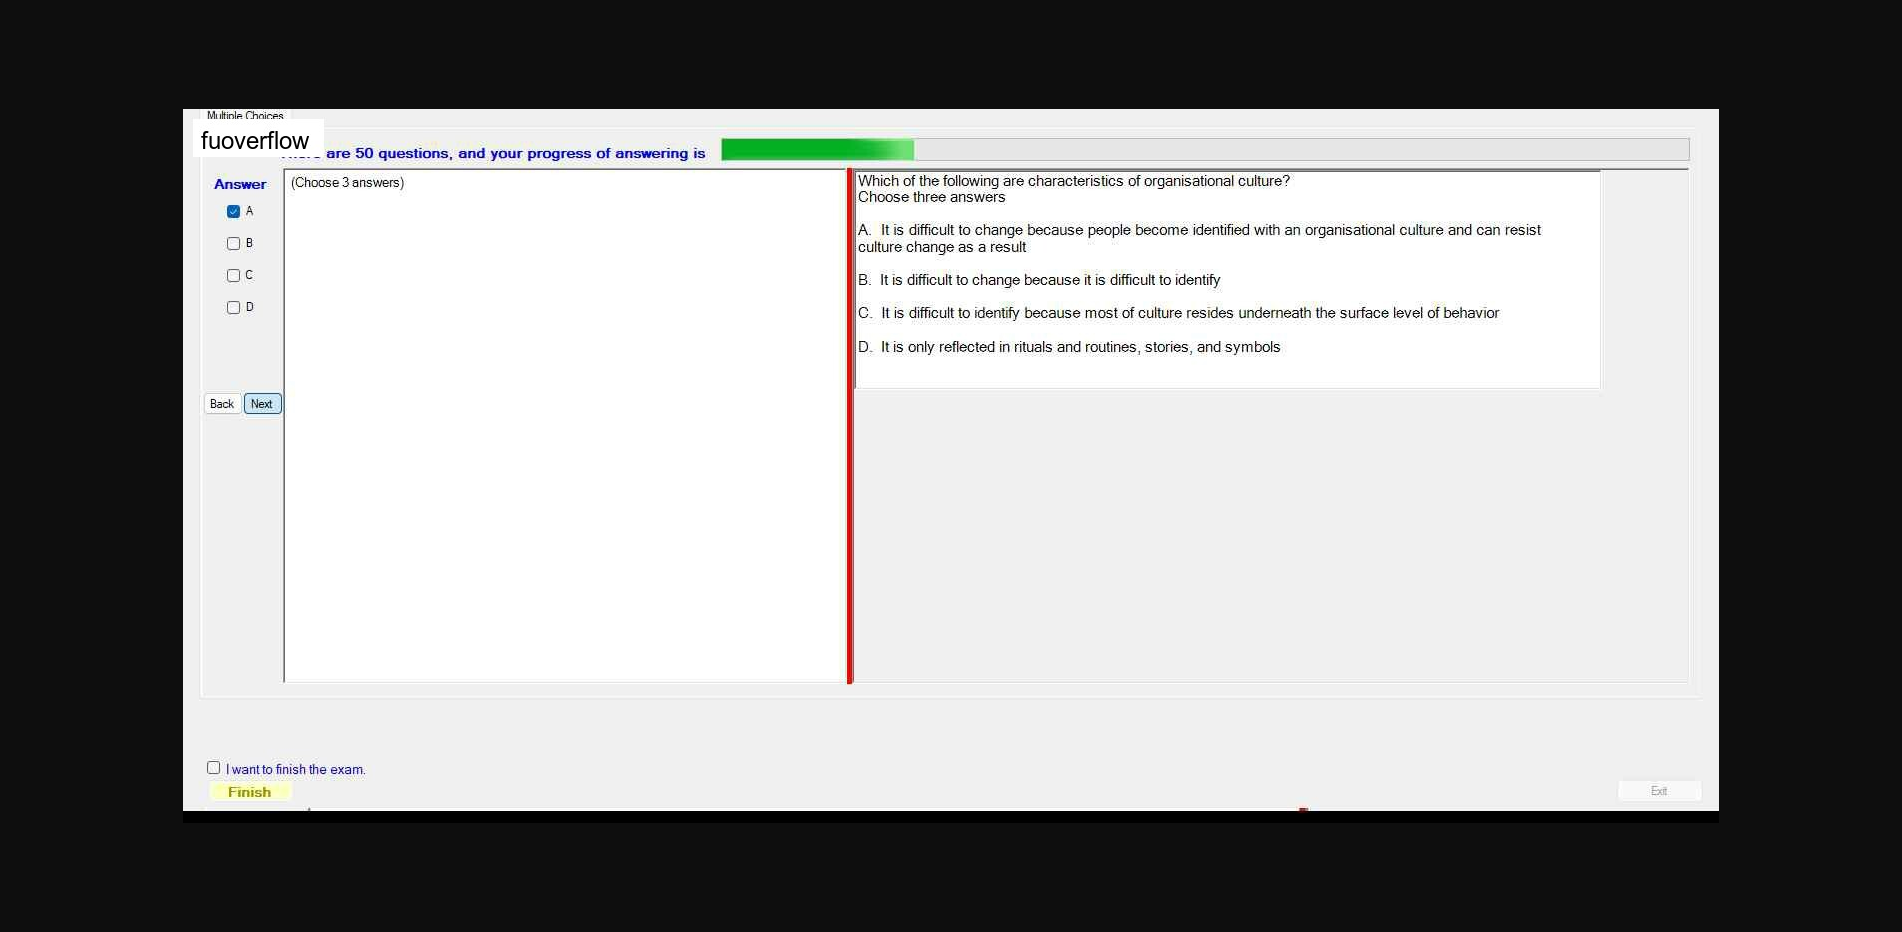 Multiple Choices
fuoverflow
are 50 questions, and your progress of answering is
Answer
(Choose 3 answers)
A
B
C
D
Back Next
Which of the following are characteristics of organisational culture?
Choose three answers
A. It is difficult to change because people become identified with an organisational culture and can resist
culture change as a result
B. It is difficult to change because it is difficult to identify
C. It is difficult to identify because most of culture resides underneath the surface level of behavior
D. It is only reflected in rituals and routines, stories, and symbols
I want to finish the exam.
Finish
Exit